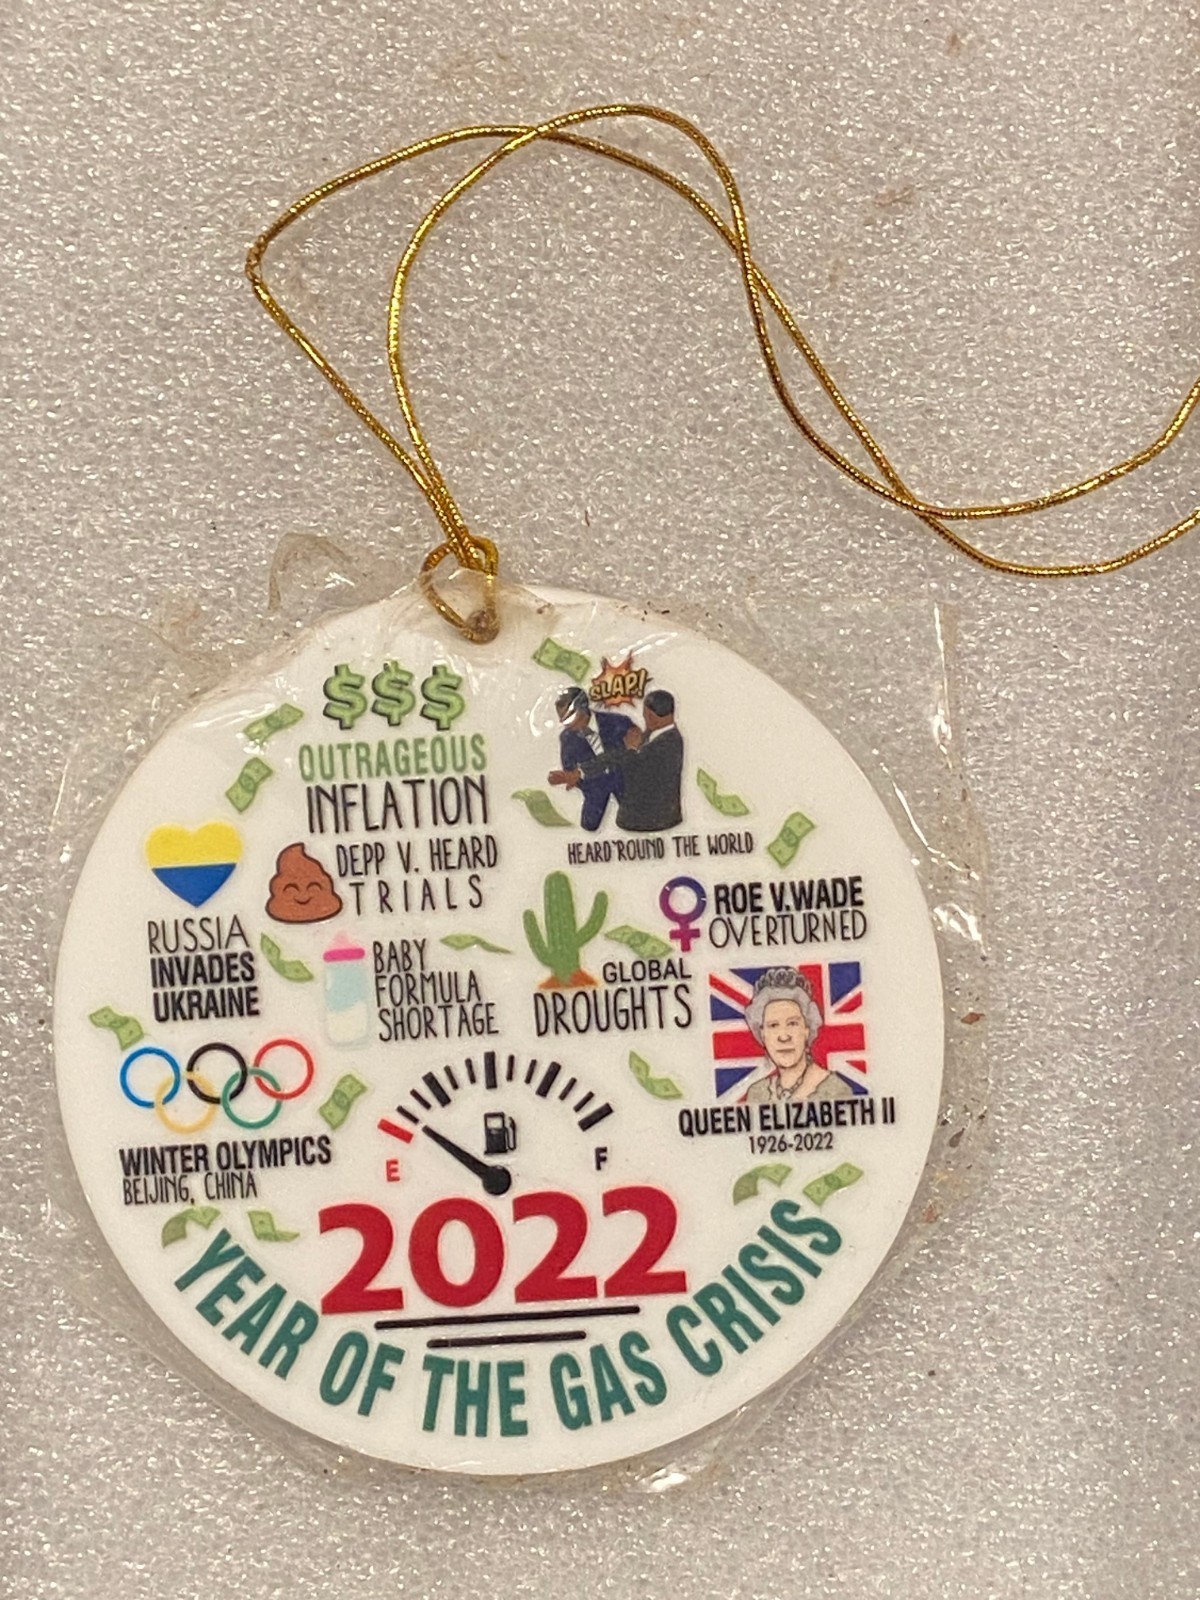 $$$
OUTRAGEOUS
INFLATION
SLAP!
HEARD 'ROUND THE WORLD
DEPP V. HEARD
TRIALS
RUSSIA
INVADES
UKRAINE
BABY
FORMULA
SHORTAGE
GLOBAL
DROUGHTS
ROE V.WADE
OVERTURNED
QUEEN ELIZABETH II
1926-2022
WINTER OLYMPICS
BEIJING, CHINA
E F
2022
YEAR OF THE GAS CRISIS